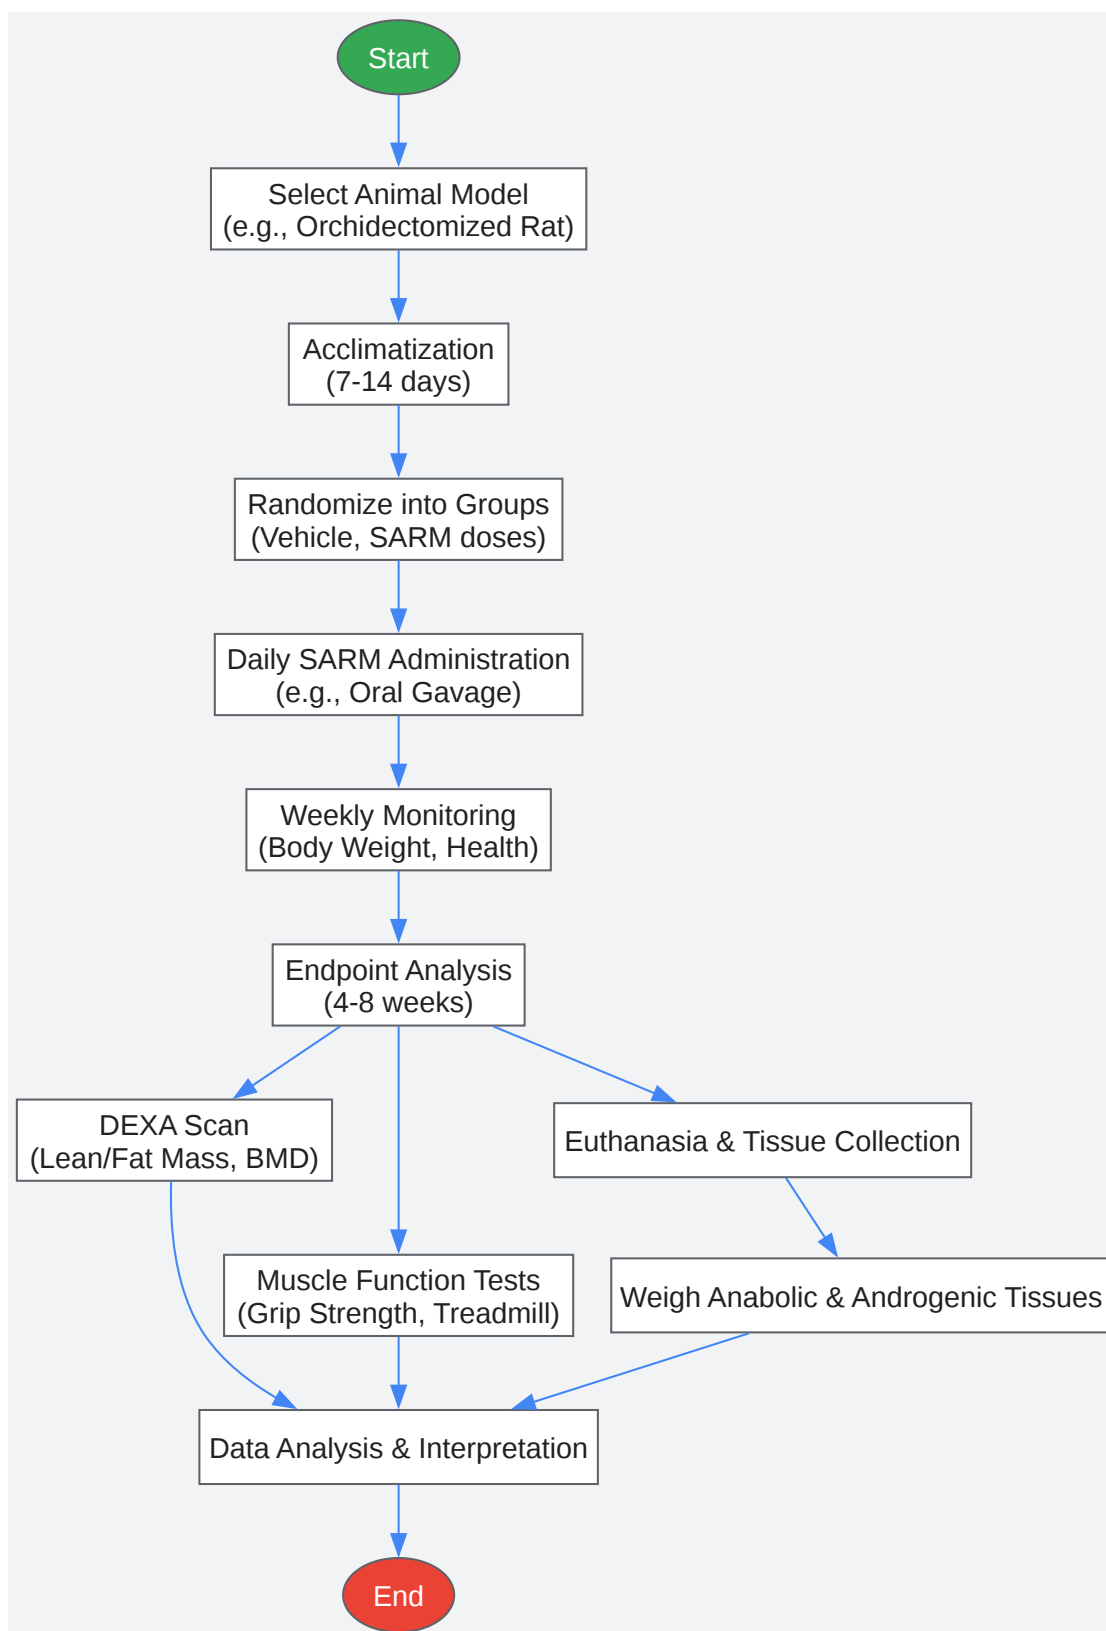 Start
Select Animal Model
(e.g., Orchidectomized Rat)
Acclimatization
(7-14 days)
Randomize into Groups
(Vehicle, SARM doses)
Daily SARM Administration
(e.g., Oral Gavage)
Weekly Monitoring
(Body Weight, Health)
Endpoint Analysis
(4-8 weeks)
DEXA Scan
(Lean/Fat Mass, BMD)
Euthanasia & Tissue Collection
Muscle Function Tests
(Grip Strength, Treadmill)
Weigh Anabolic & Androgenic Tissues
Data Analysis & Interpretation
End